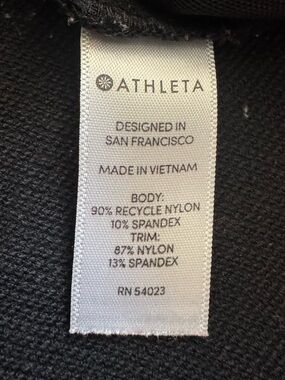 ATHLETA
DESIGNED IN
SAN FRANCISCO
MADE IN VIETNAM
BODY:
90% RECYCLE NYLON
10% SPANDEX
TRIM:
87% NYLON
13% SPANDEX
RN 54023